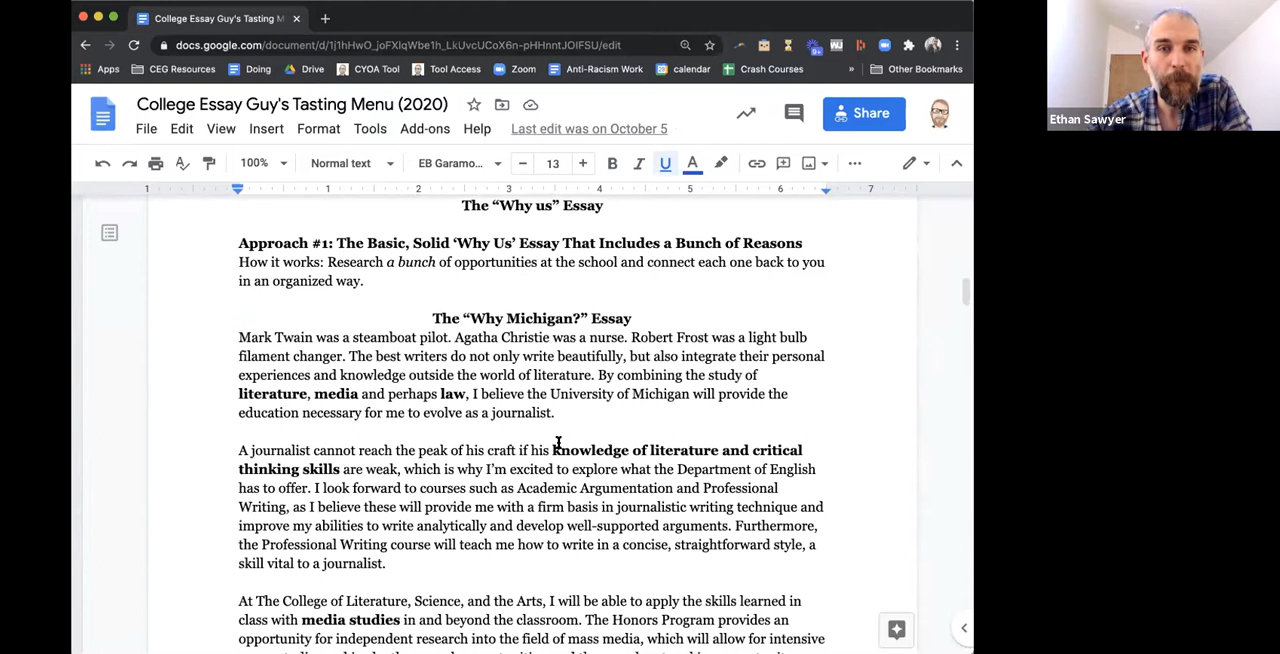 College Essay Guy's Tasting M
docs.google.com/document/d/1j1hHwO_joFXIqWbe1h_LkUvcUCoX6n-pHHnntJOIFSU/edit
Apps CEG Resources Doing Drive CYOA Tool Tool Access Zoom Anti-Racism Work calendar Crash Courses » Other Bookmarks
College Essay Guy's Tasting Menu (2020)
Share
File Edit View Insert Format Tools Add-ons Help Last edit was on October 5
100% Normal text EB Garamo... − 13 + B I U A
1 1 2 3 4 5 6 7
The “Why us” Essay
Approach #1: The Basic, Solid ‘Why Us’ Essay That Includes a Bunch of Reasons
How it works: Research a bunch of opportunities at the school and connect each one back to you
in an organized way.
The “Why Michigan?” Essay
Mark Twain was a steamboat pilot. Agatha Christie was a nurse. Robert Frost was a light bulb
filament changer. The best writers do not only write beautifully, but also integrate their personal
experiences and knowledge outside the world of literature. By combining the study of
literature, media and perhaps law, I believe the University of Michigan will provide the
education necessary for me to evolve as a journalist.
A journalist cannot reach the peak of his craft if his knowledge of literature and critical
thinking skills are weak, which is why I’m excited to explore what the Department of English
has to offer. I look forward to courses such as Academic Argumentation and Professional
Writing, as I believe these will provide me with a firm basis in journalistic writing technique and
improve my abilities to write analytically and develop well-supported arguments. Furthermore,
the Professional Writing course will teach me how to write in a concise, straightforward style, a
skill vital to a journalist.
At The College of Literature, Science, and the Arts, I will be able to apply the skills learned in
class with media studies in and beyond the classroom. The Honors Program provides an
opportunity for independent research into the field of mass media, which will allow for intensive
Ethan Sawyer